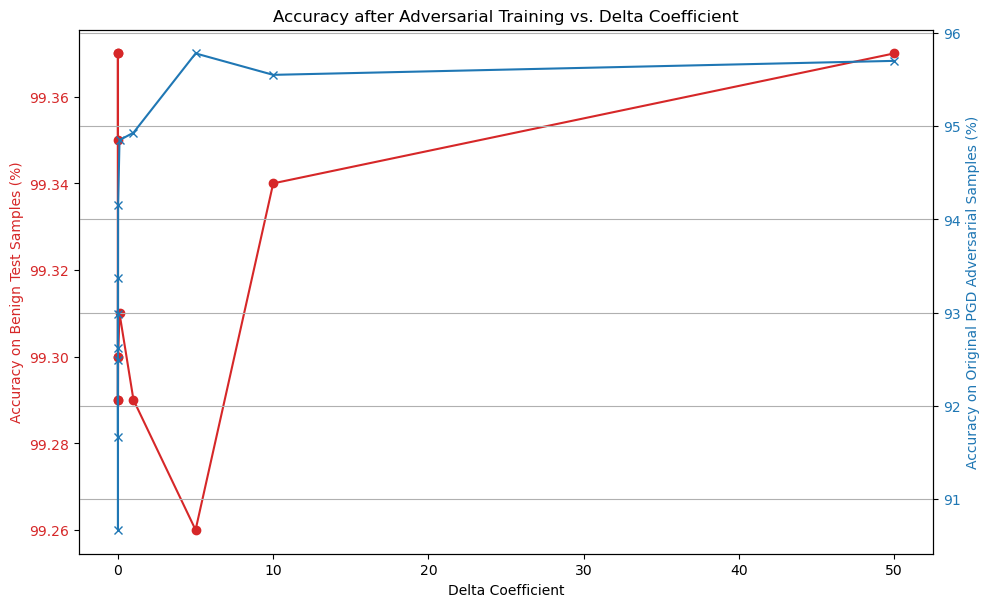 Accuracy after Adversarial Training vs. Delta Coefficient
Accuracy on Benign Test Samples (%)
99.36
99.34
99.32
99.30
99.28
99.26
96
95
94
93
92
91
Accuracy on Original PGD Adversarial Samples (%)
0 10 20 30 40 50
Delta Coefficient